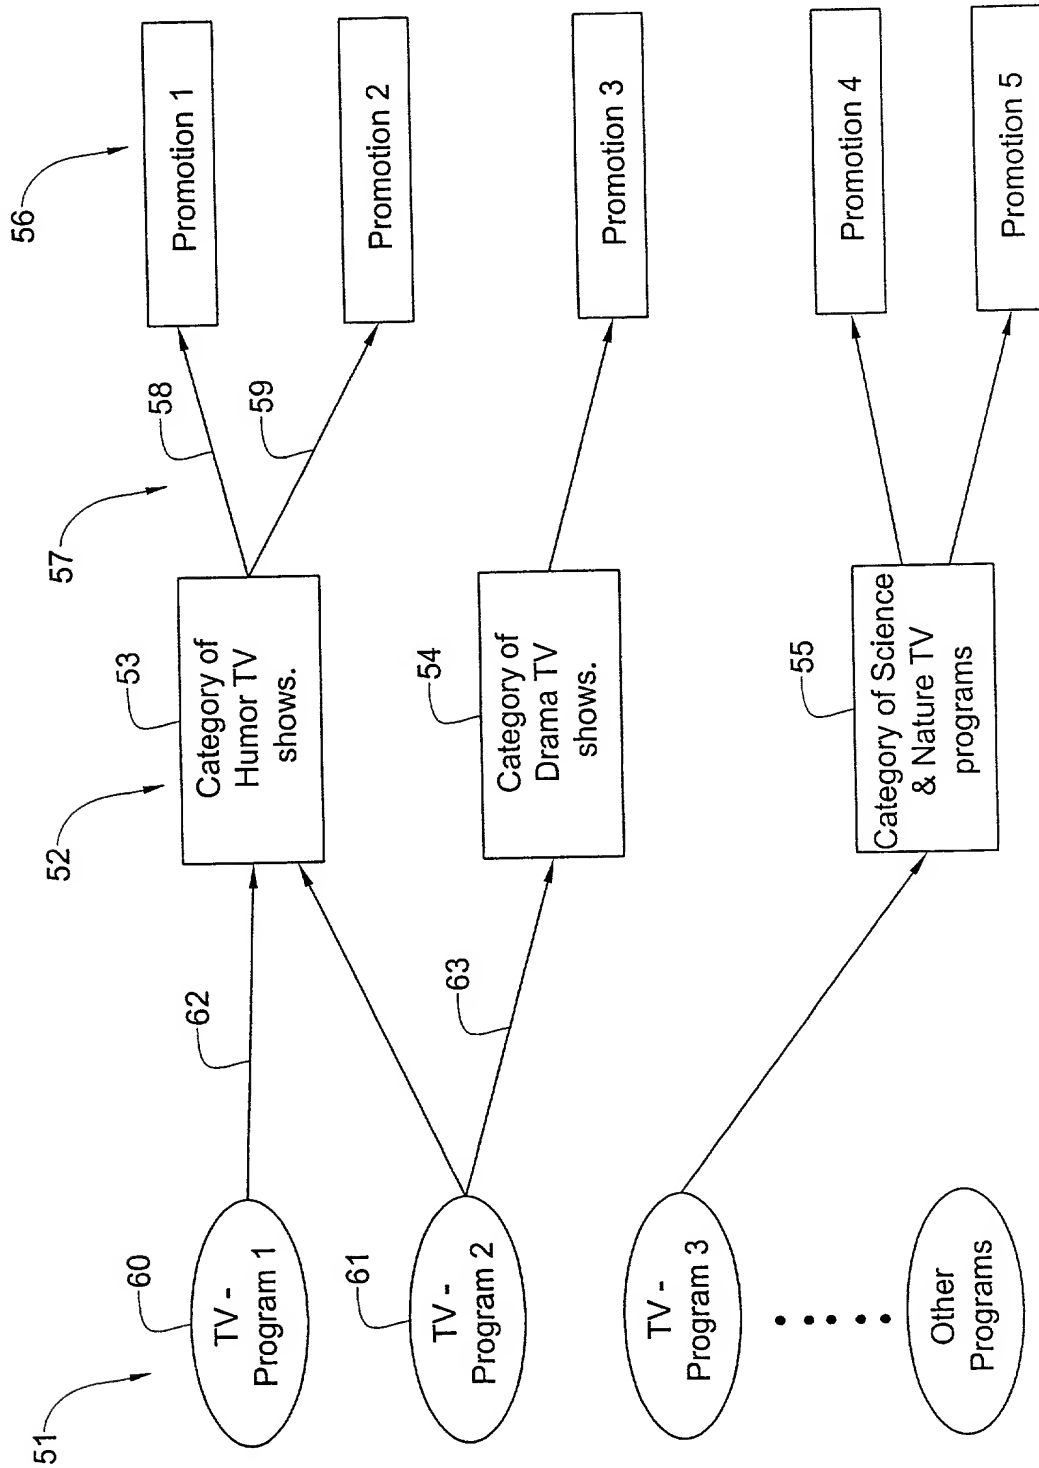 51
52
57
56
60
TV -
Program 1
62
53
Category of
Humor TV
shows.
58
Promotion 1
59
Promotion 2
61
TV -
Program 2
63
54
Category of
Drama TV
shows.
Promotion 3
TV -
Program 3
55
Category of Science
& Nature TV
programs
Promotion 4
Promotion 5
Other
Programs